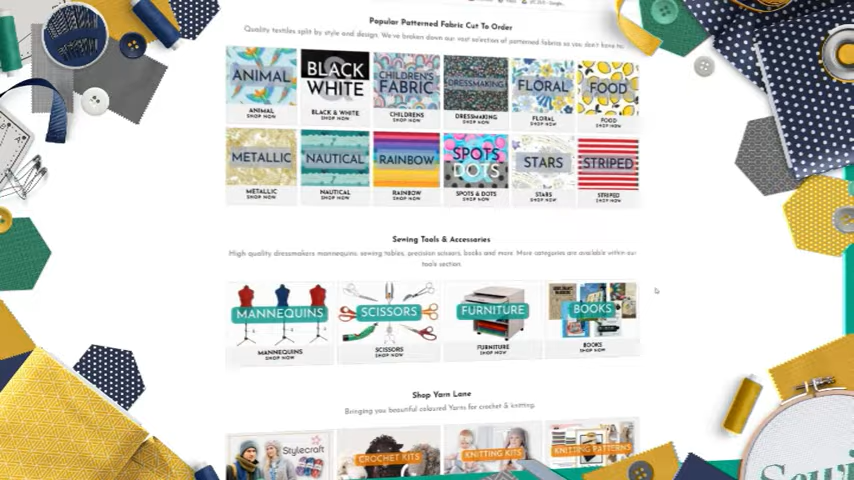 Popular Patterned Fabric Cut To Order
Quality textiles split by style and design. We've broken down our vast selection of patterned fabrics so you don't have to.
ANIMAL
BLACK
WHITE
CHILDREN'S
FABRIC
DRESSMAKING
FLORAL
FOOD
ANIMAL
SHOP NOW
BLACK & WHITE
SHOP NOW
CHILDRENS
SHOP NOW
DRESSMAKING
SHOP NOW
FLORAL
SHOP NOW
FOOD
SHOP NOW
METALLIC
NAUTICAL
RAINBOW
SPOTS
DOTS
STARS
STRIPED
METALLIC
SHOP NOW
NAUTICAL
SHOP NOW
RAINBOW
SHOP NOW
SPOTS & DOTS
SHOP NOW
STARS
SHOP NOW
STRIPED
SHOP NOW
Sewing Tools & Accessories
High quality dressmakers mannequins, sewing tables, precision scissors, books and more. More categories are available within our
tools section.
MANNEQUINS
SCISSORS
FURNITURE
BOOKS
MANNEQUINS
SHOP NOW
SCISSORS
SHOP NOW
FURNITURE
SHOP NOW
BOOKS
SHOP NOW
Shop Yarn Lane
Bringing you beautiful coloured Yarns for crochet & knitting.
Stylecraft
CROCHET KITS
KNITTING KITS
KNITTING PATTERNS